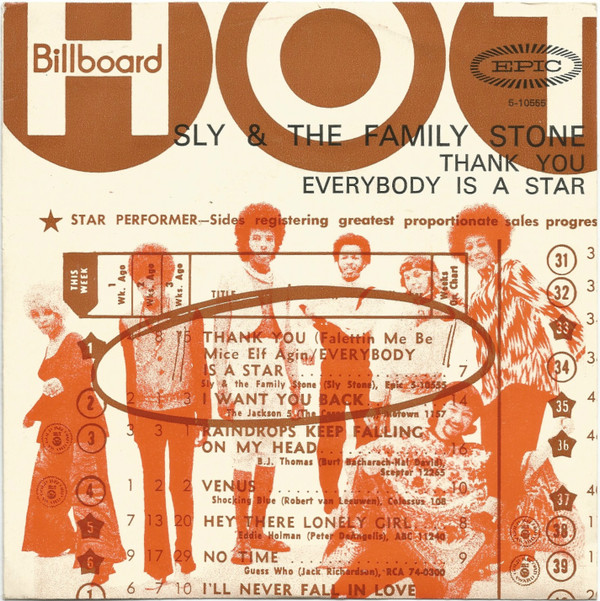 HOT
Billboard
EPIC
5-10555
SLY & THE FAMILY STONE
THANK YOU
EVERYBODY IS A STAR
★ STAR PERFORMER—Sides registering greatest proportionate sales progres
THIS WEEK
1 Wk. Ago
2 Wks. Ago
3 Wks. Ago
TITLE
Weeks On Chart
1 8 THANK YOU (Falettin Me Be
Mice Elf Agin/EVERYBODY
IS A STAR 7
Sly & the Family Stone (Sly Stone), Epic 5-10555
2 2 1 3 I WANT YOU BACK 14
The Jackson 5 Motown 1157
3 3 3 1 RAINDROPS KEEP FALLING
ON MY HEAD 16
B.J. Thomas (Burt Bacharach-Hal David),
Scepter 12265
4 1 2 2 VENUS 10
Shocking Blue (Robert van Leeuwen), Colossus 108
5 7 13 20 HEY THERE LONELY GIRL 8
Eddie Holman (Peter DeAngelis), ABC 11240
6 9 17 29 NO TIME 9
Guess Who (Jack Richardson), RCA 74-0300
6 7 10 I'LL NEVER FALL IN LOVE
31
32
33
34
35
36
37
38
39